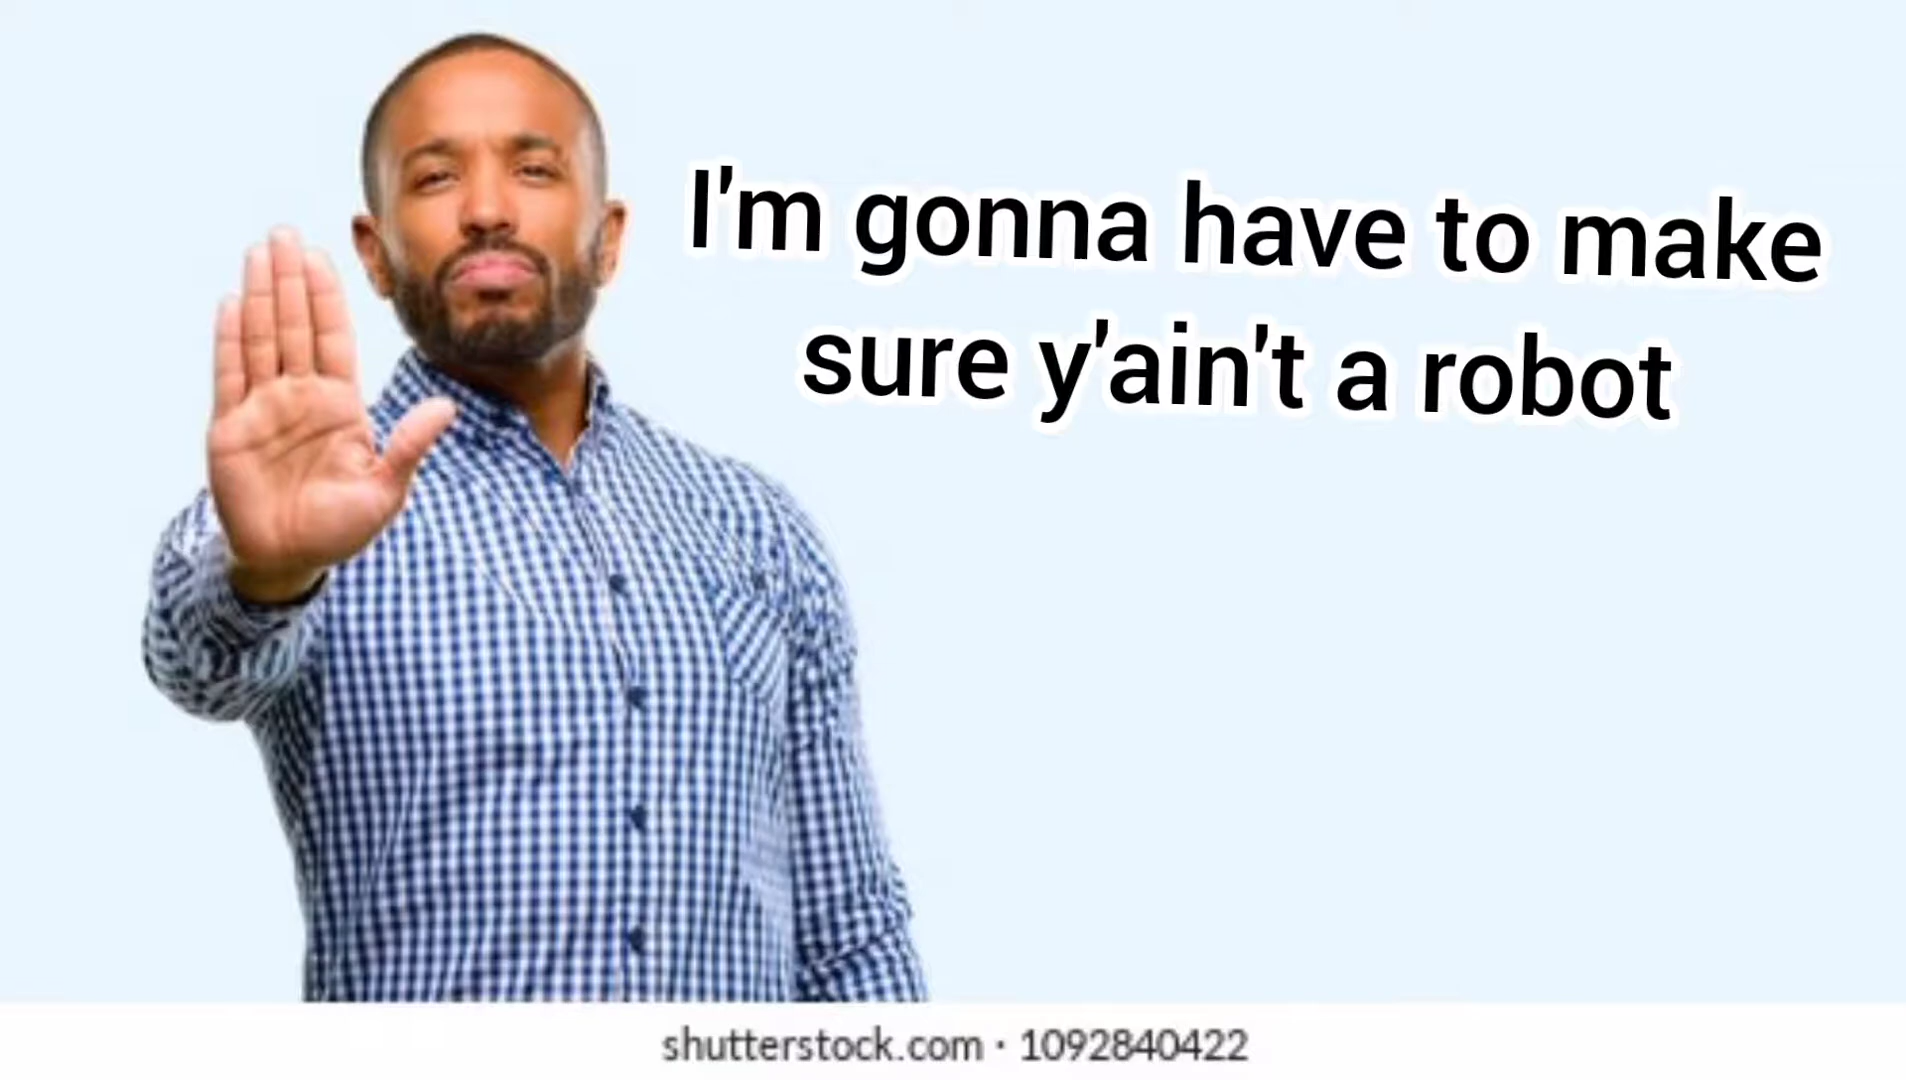 I'm gonna have to make
sure y'ain't a robot
shutterstock.com · 1092840422